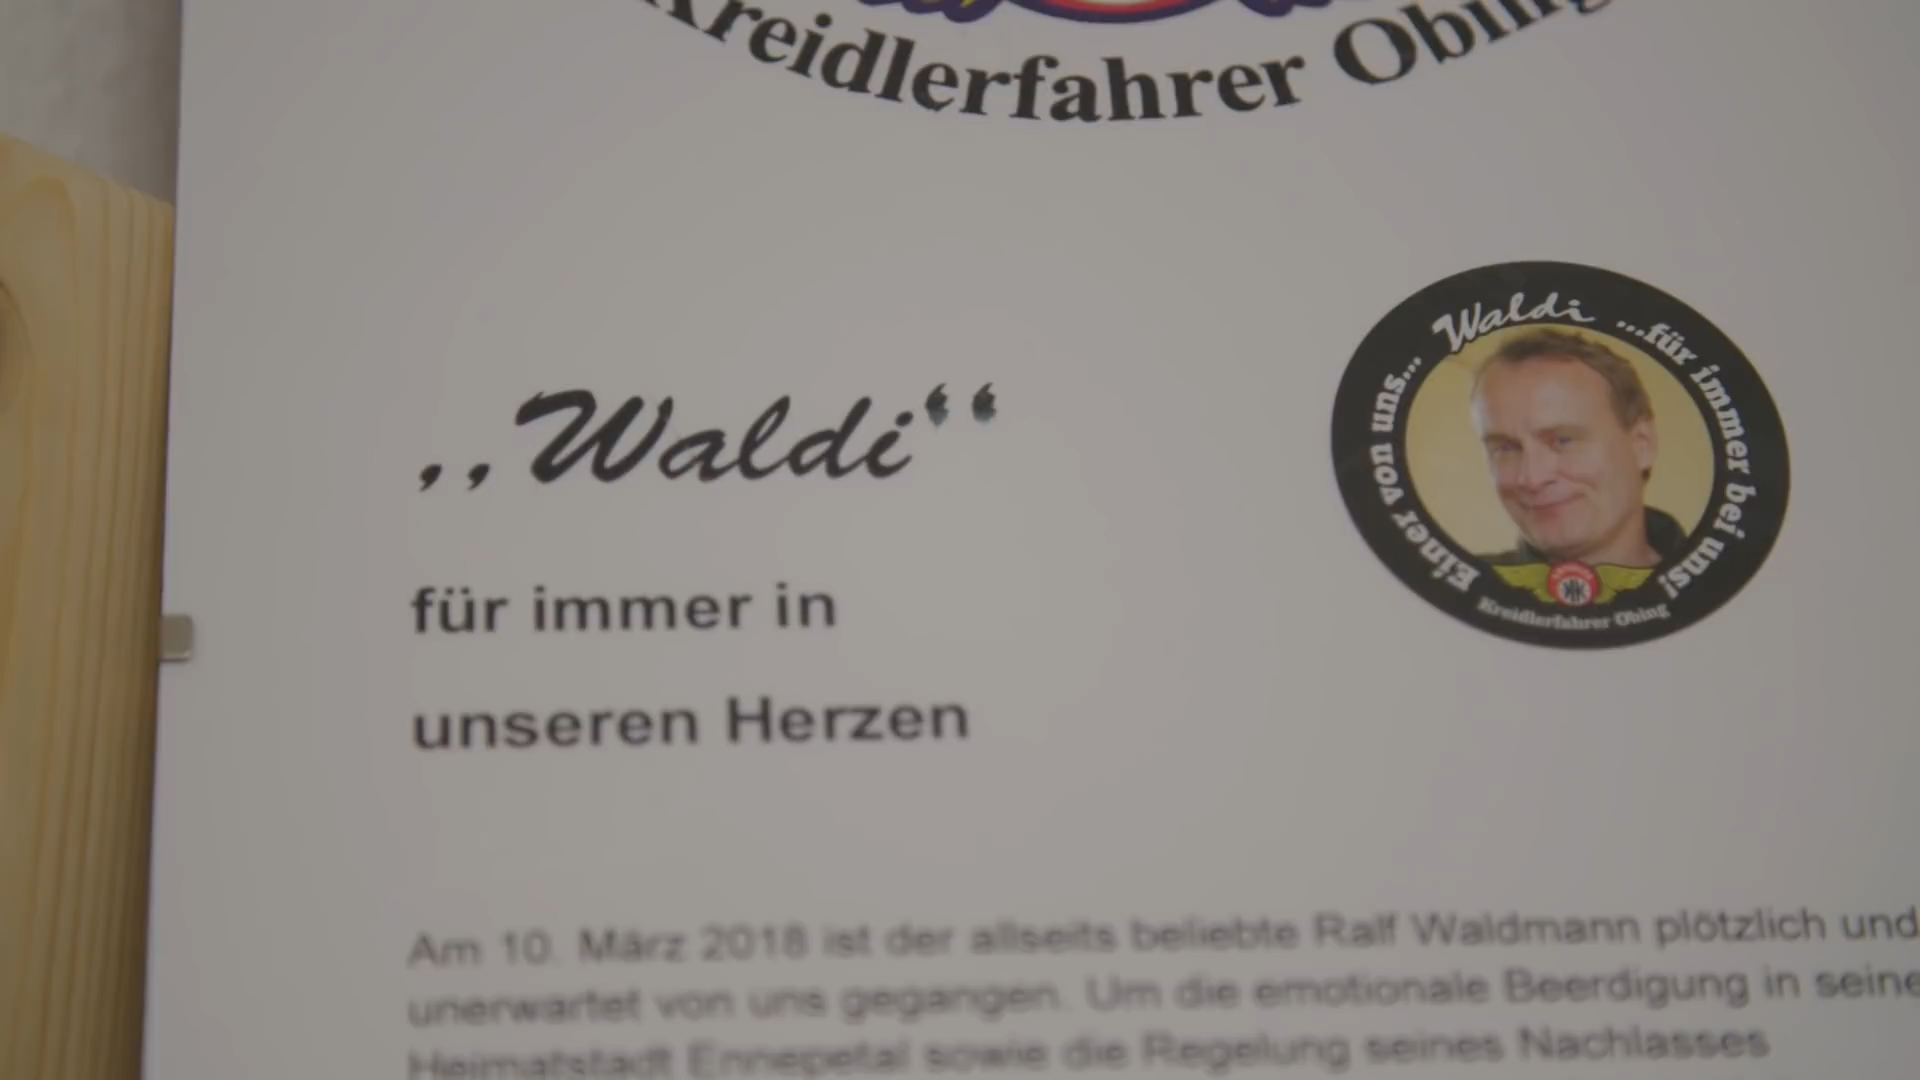 Kreidlerfahrer Obing
„Waldi“
für immer in
unseren Herzen
Einer von uns... Waldi ...für immer bei uns!
Kreidlerfahrer Obing
Am 10. März 2018 ist der allseits beliebte Ralf Waldmann plötzlich und
unerwartet von uns gegangen. Um die emotionale Beerdigung in seine
Heimatstadt Ennepetal sowie die Regelung seines Nachlasses